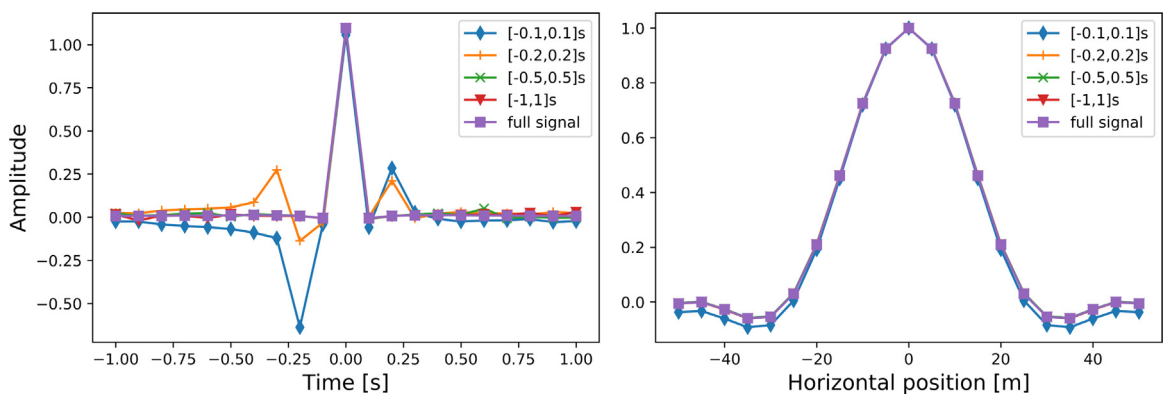 1.00
0.75
0.50
0.25
0.00
−0.25
−0.50
Amplitude
−1.00 −0.75 −0.50 −0.25 0.00 0.25 0.50 0.75 1.00
Time [s]
[-0.1,0.1]s
[-0.2,0.2]s
[-0.5,0.5]s
[-1,1]s
full signal
1.0
0.8
0.6
0.4
0.2
0.0
−40 −20 0 20 40
Horizontal position [m]
[-0.1,0.1]s
[-0.2,0.2]s
[-0.5,0.5]s
[-1,1]s
full signal